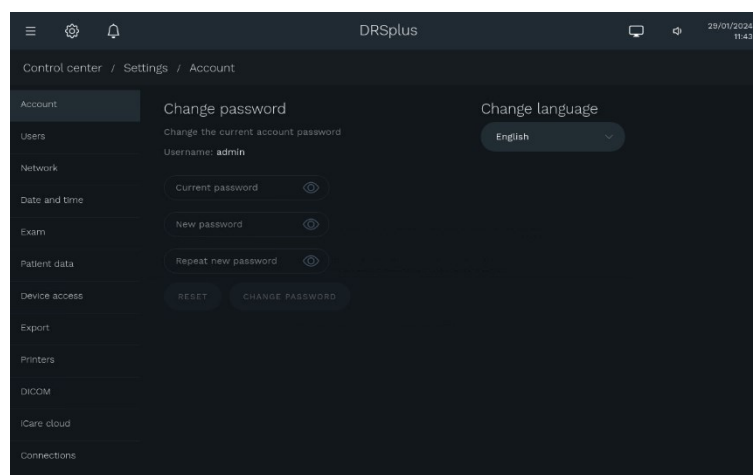 DRSplus
29/01/2024
11:43
Control center / Settings / Account
Account
Users
Network
Date and time
Exam
Patient data
Device access
Export
Printers
DICOM
iCare cloud
Connections
Change password
Change the current account password
Username: admin
Current password
New password
Repeat new password
RESET CHANGE PASSWORD
Change language
English